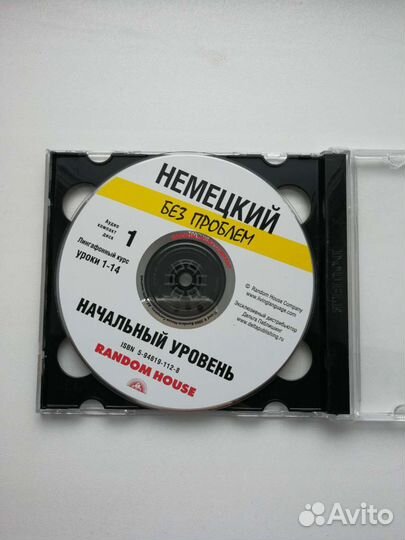 НЕМЕЦКИЙ
БЕЗ ПРОБЛЕМ
Аудио
компакт
диск
1
Лингафонный курс
уроки 1-14
© Random House Company
www.livinglanguage.com
Эксклюзивный дистрибьютор
Дельта Паблишинг
www.deltapublishing.ru
НАЧАЛЬНЫЙ УРОВЕНЬ
ISBN 5-94619-112-8
RANDOM HOUSE
Avito